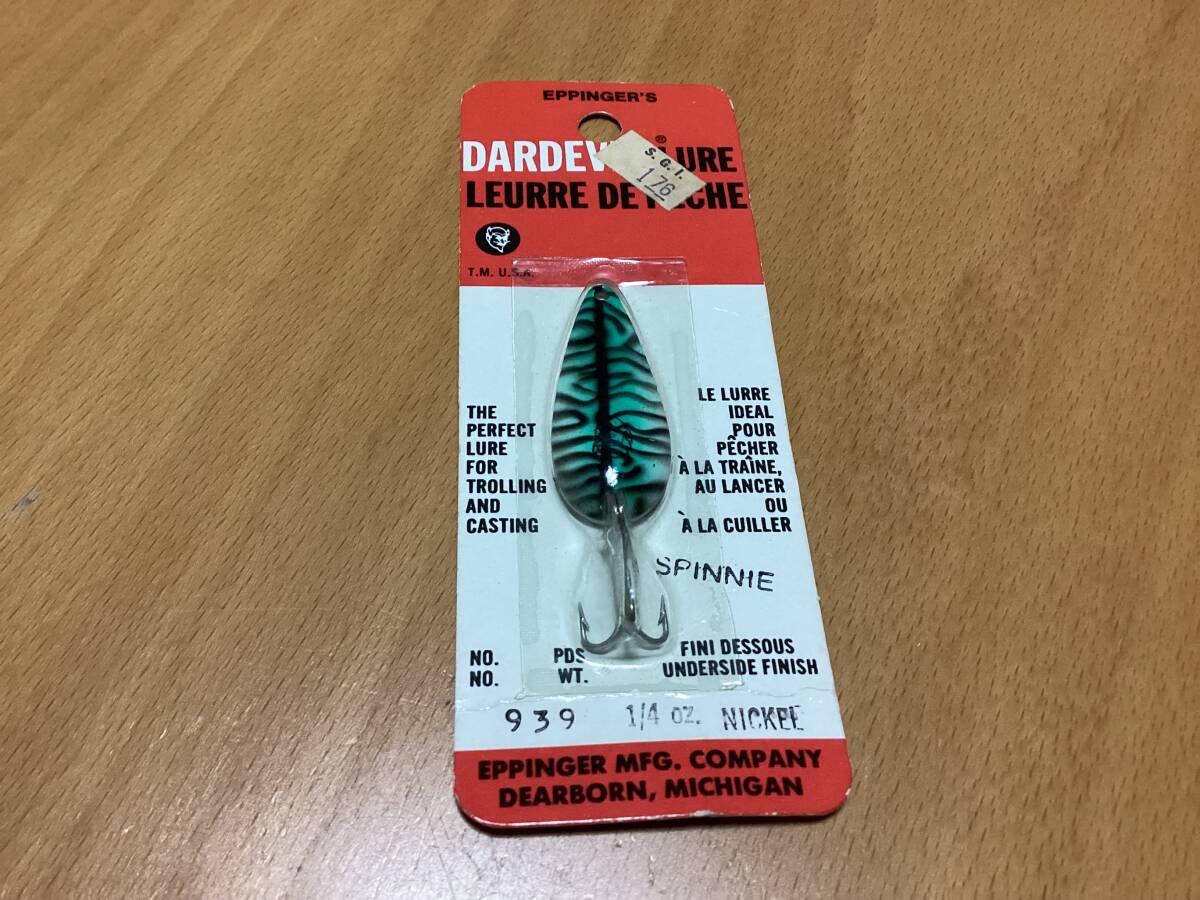 EPPINGER'S
DARDEV ® LURE
S.G.I.
176
LEURRE DE PÊCHE
T.M. U.S.A.
THE
PERFECT
LURE
FOR
TROLLING
AND
CASTING
LE LURRE
IDEAL
POUR
PÊCHER
À LA TRAÎNE,
AU LANCER
OU
À LA CUILLER
SPINNIE
NO. PDS FINI DESSOUS
NO. WT. UNDERSIDE FINISH
939 1/4 oz. NICKEL
EPPINGER MFG. COMPANY
DEARBORN, MICHIGAN